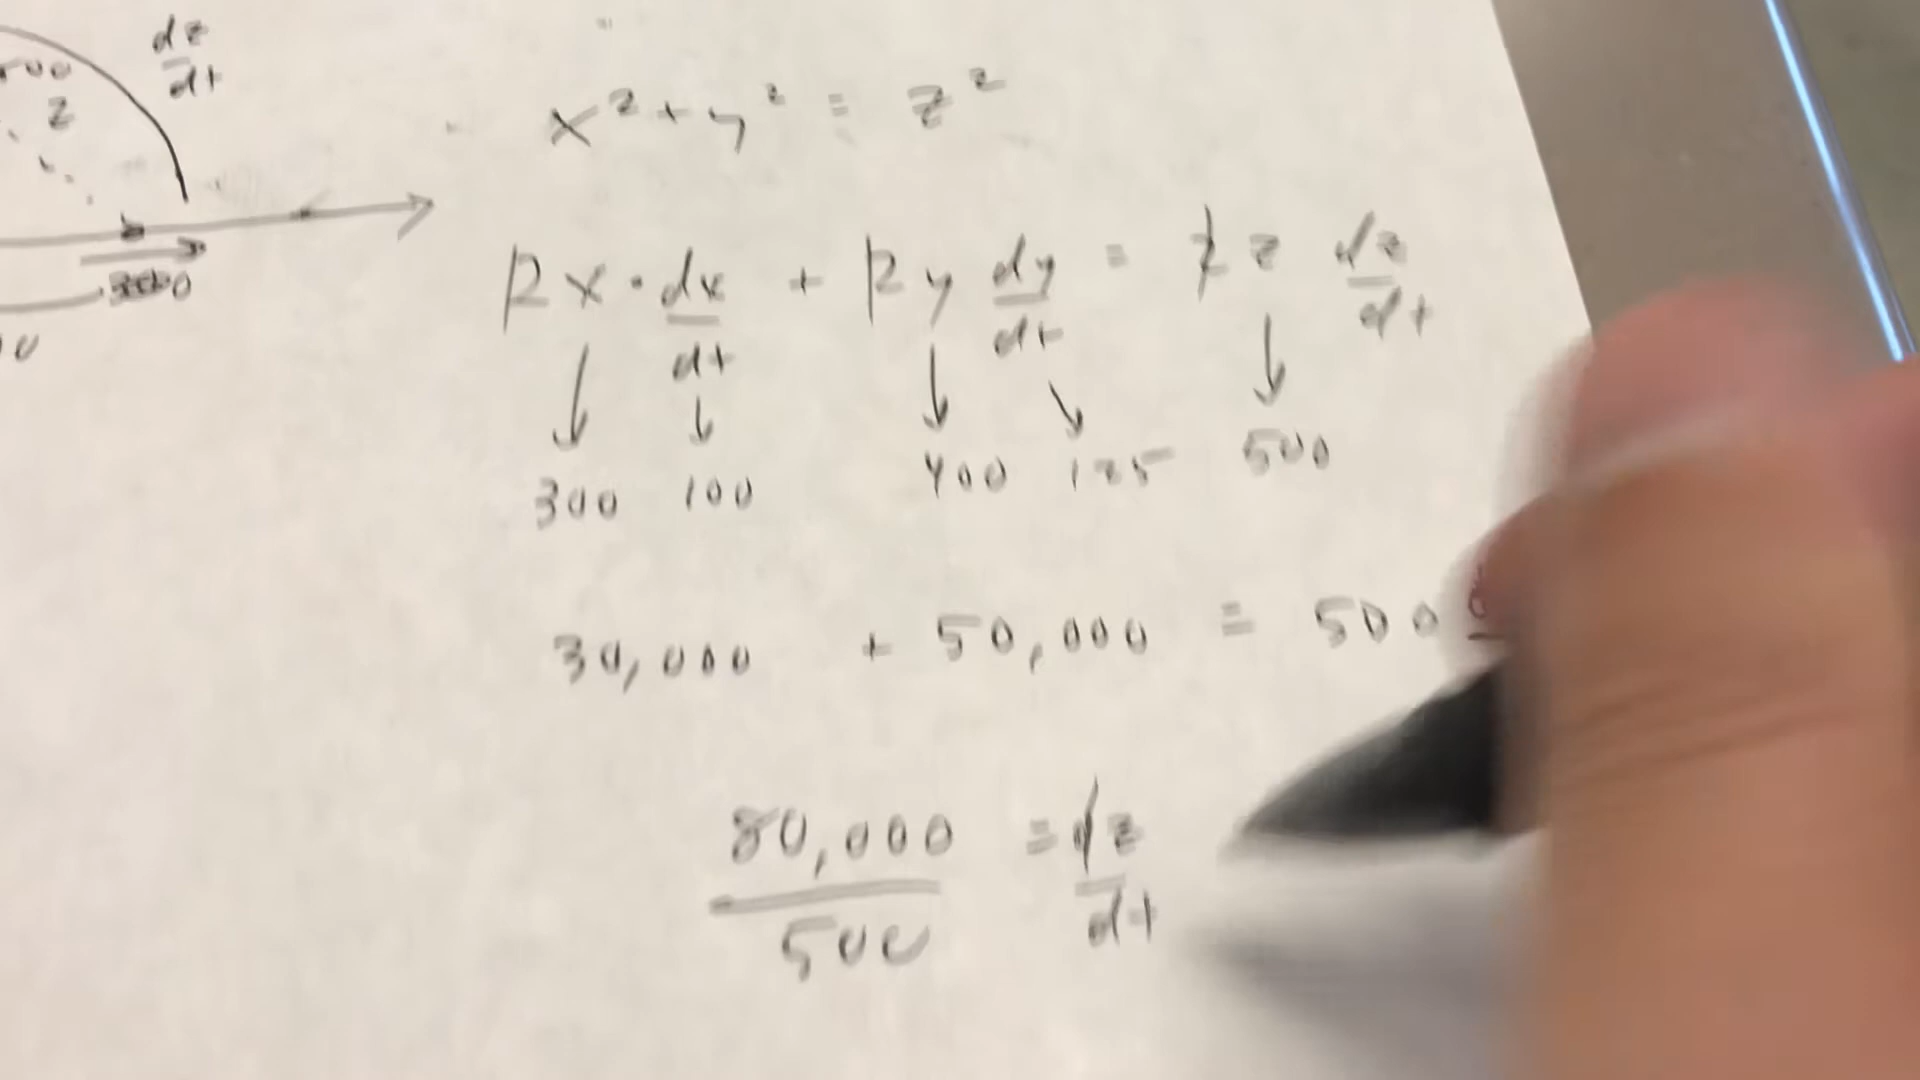 dz
dt
z
x² + y² = z²
2x · dx/dt + 2y dy/dt = 2z dz/dt
300 100 400 125 500
30,000 + 50,000 = 500
80,000/500 = dz/dt